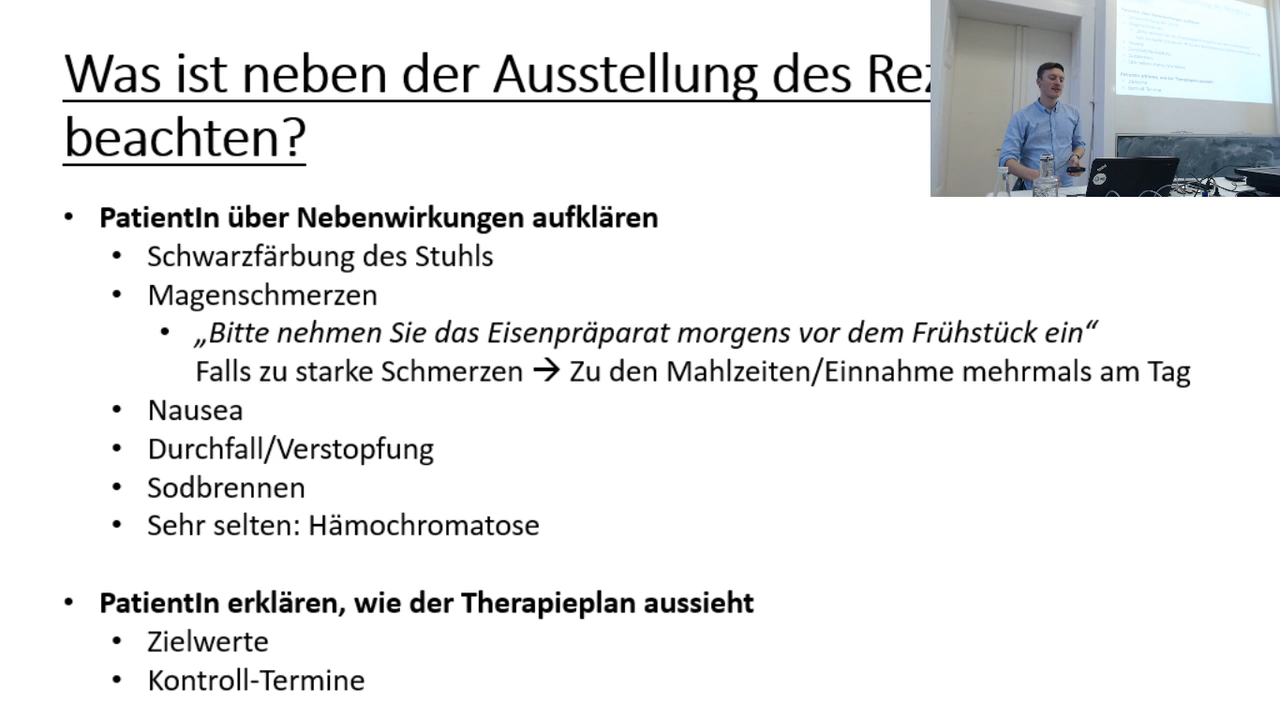 Was ist neben der Ausstellung des
beachten?
• PatientIn über Nebenwirkungen aufklären
• Schwarzfärbung des Stuhls
• Magenschmerzen
• „Bitte nehmen Sie das Eisenpräparat morgens vor dem Frühstück ein“
Falls zu starke Schmerzen → Zu den Mahlzeiten/Einnahme mehrmals am Tag
• Nausea
• Durchfall/Verstopfung
• Sodbrennen
• Sehr selten: Hämochromatose
• PatientIn erklären, wie der Therapieplan aussieht
• Zielwerte
• Kontroll-Termine